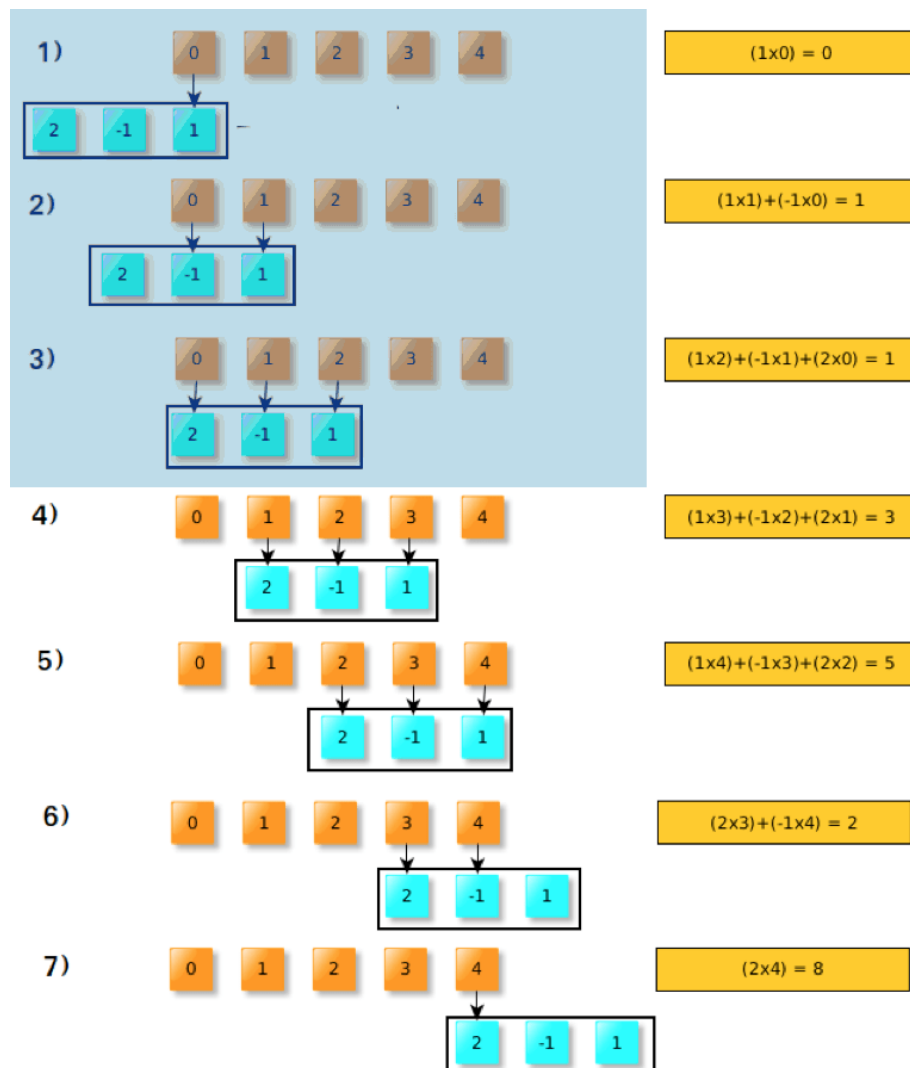 1) 0 1 2 3 4 (1x0) = 0
2 -1 1
2) 0 1 2 3 4 (1x1)+(-1x0) = 1
2 -1 1
3) 0 1 2 3 4 (1x2)+(-1x1)+(2x0) = 1
2 -1 1
4) 0 1 2 3 4 (1x3)+(-1x2)+(2x1) = 3
2 -1 1
5) 0 1 2 3 4 (1x4)+(-1x3)+(2x2) = 5
2 -1 1
6) 0 1 2 3 4 (2x3)+(-1x4) = 2
2 -1 1
7) 0 1 2 3 4 (2x4) = 8
2 -1 1